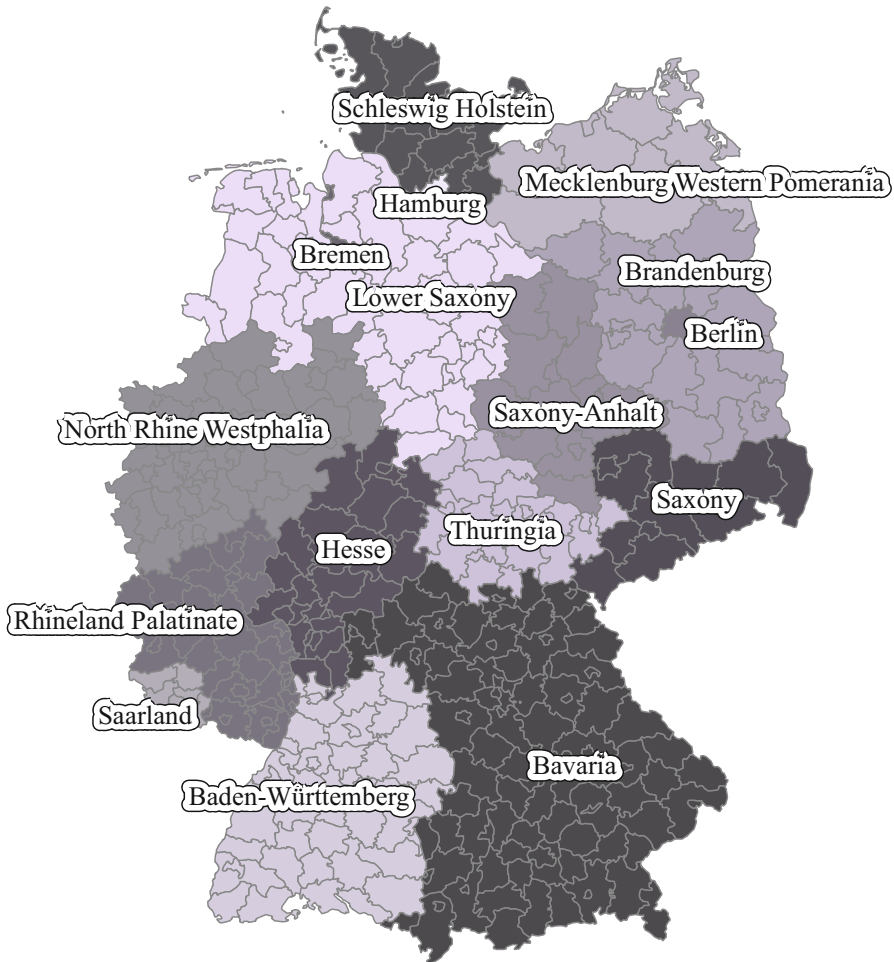 Schleswig Holstein
Mecklenburg Western Pomerania
Hamburg
Bremen
Brandenburg
Lower Saxony
Berlin
Saxony-Anhalt
North Rhine Westphalia
Saxony
Thuringia
Hesse
Rhineland Palatinate
Saarland
Bavaria
Baden-Württemberg